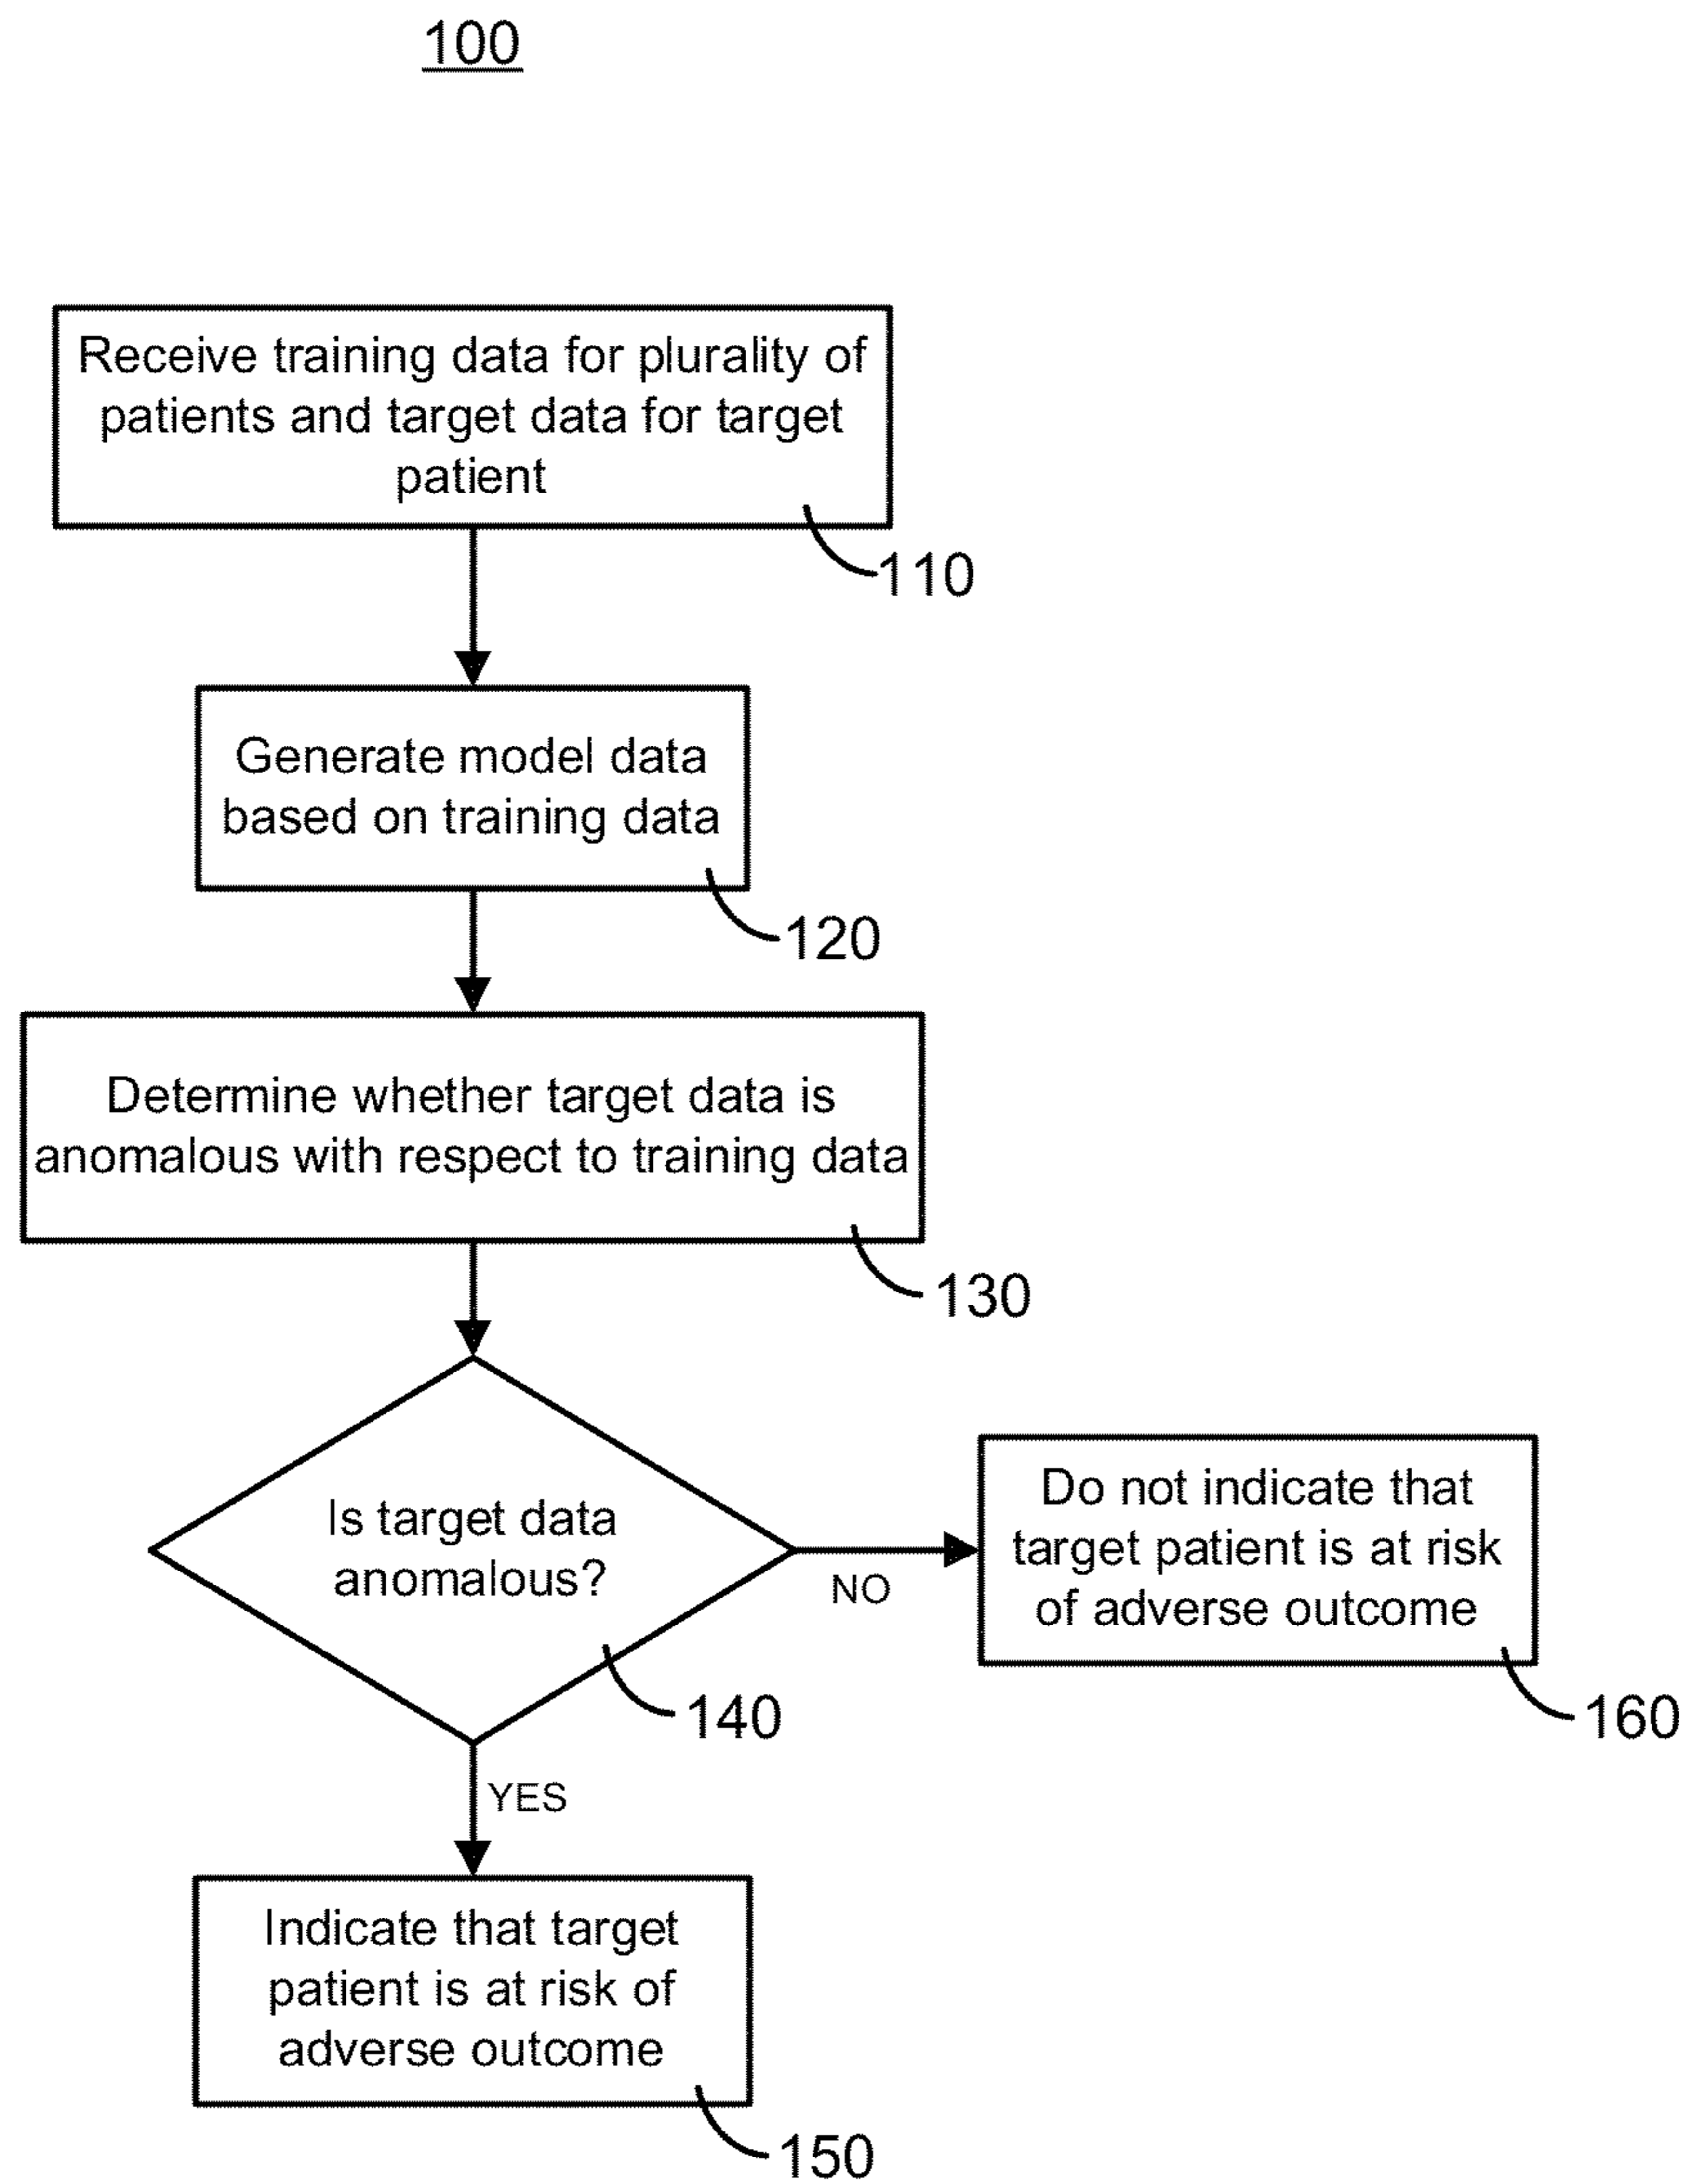 100
Receive training data for plurality of
patients and target data for target
patient
110
Generate model data
based on training data
120
Determine whether target data is
anomalous with respect to training data
130
Is target data
anomalous?
140
NO
Do not indicate that
target patient is at risk
of adverse outcome
160
YES
Indicate that target
patient is at risk of
adverse outcome
150